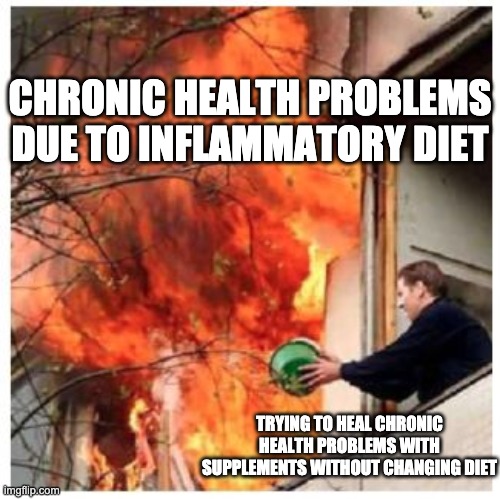 CHRONIC HEALTH PROBLEMS
DUE TO INFLAMMATORY DIET
TRYING TO HEAL CHRONIC
HEALTH PROBLEMS WITH
SUPPLEMENTS WITHOUT CHANGING DIET
imgflip.com